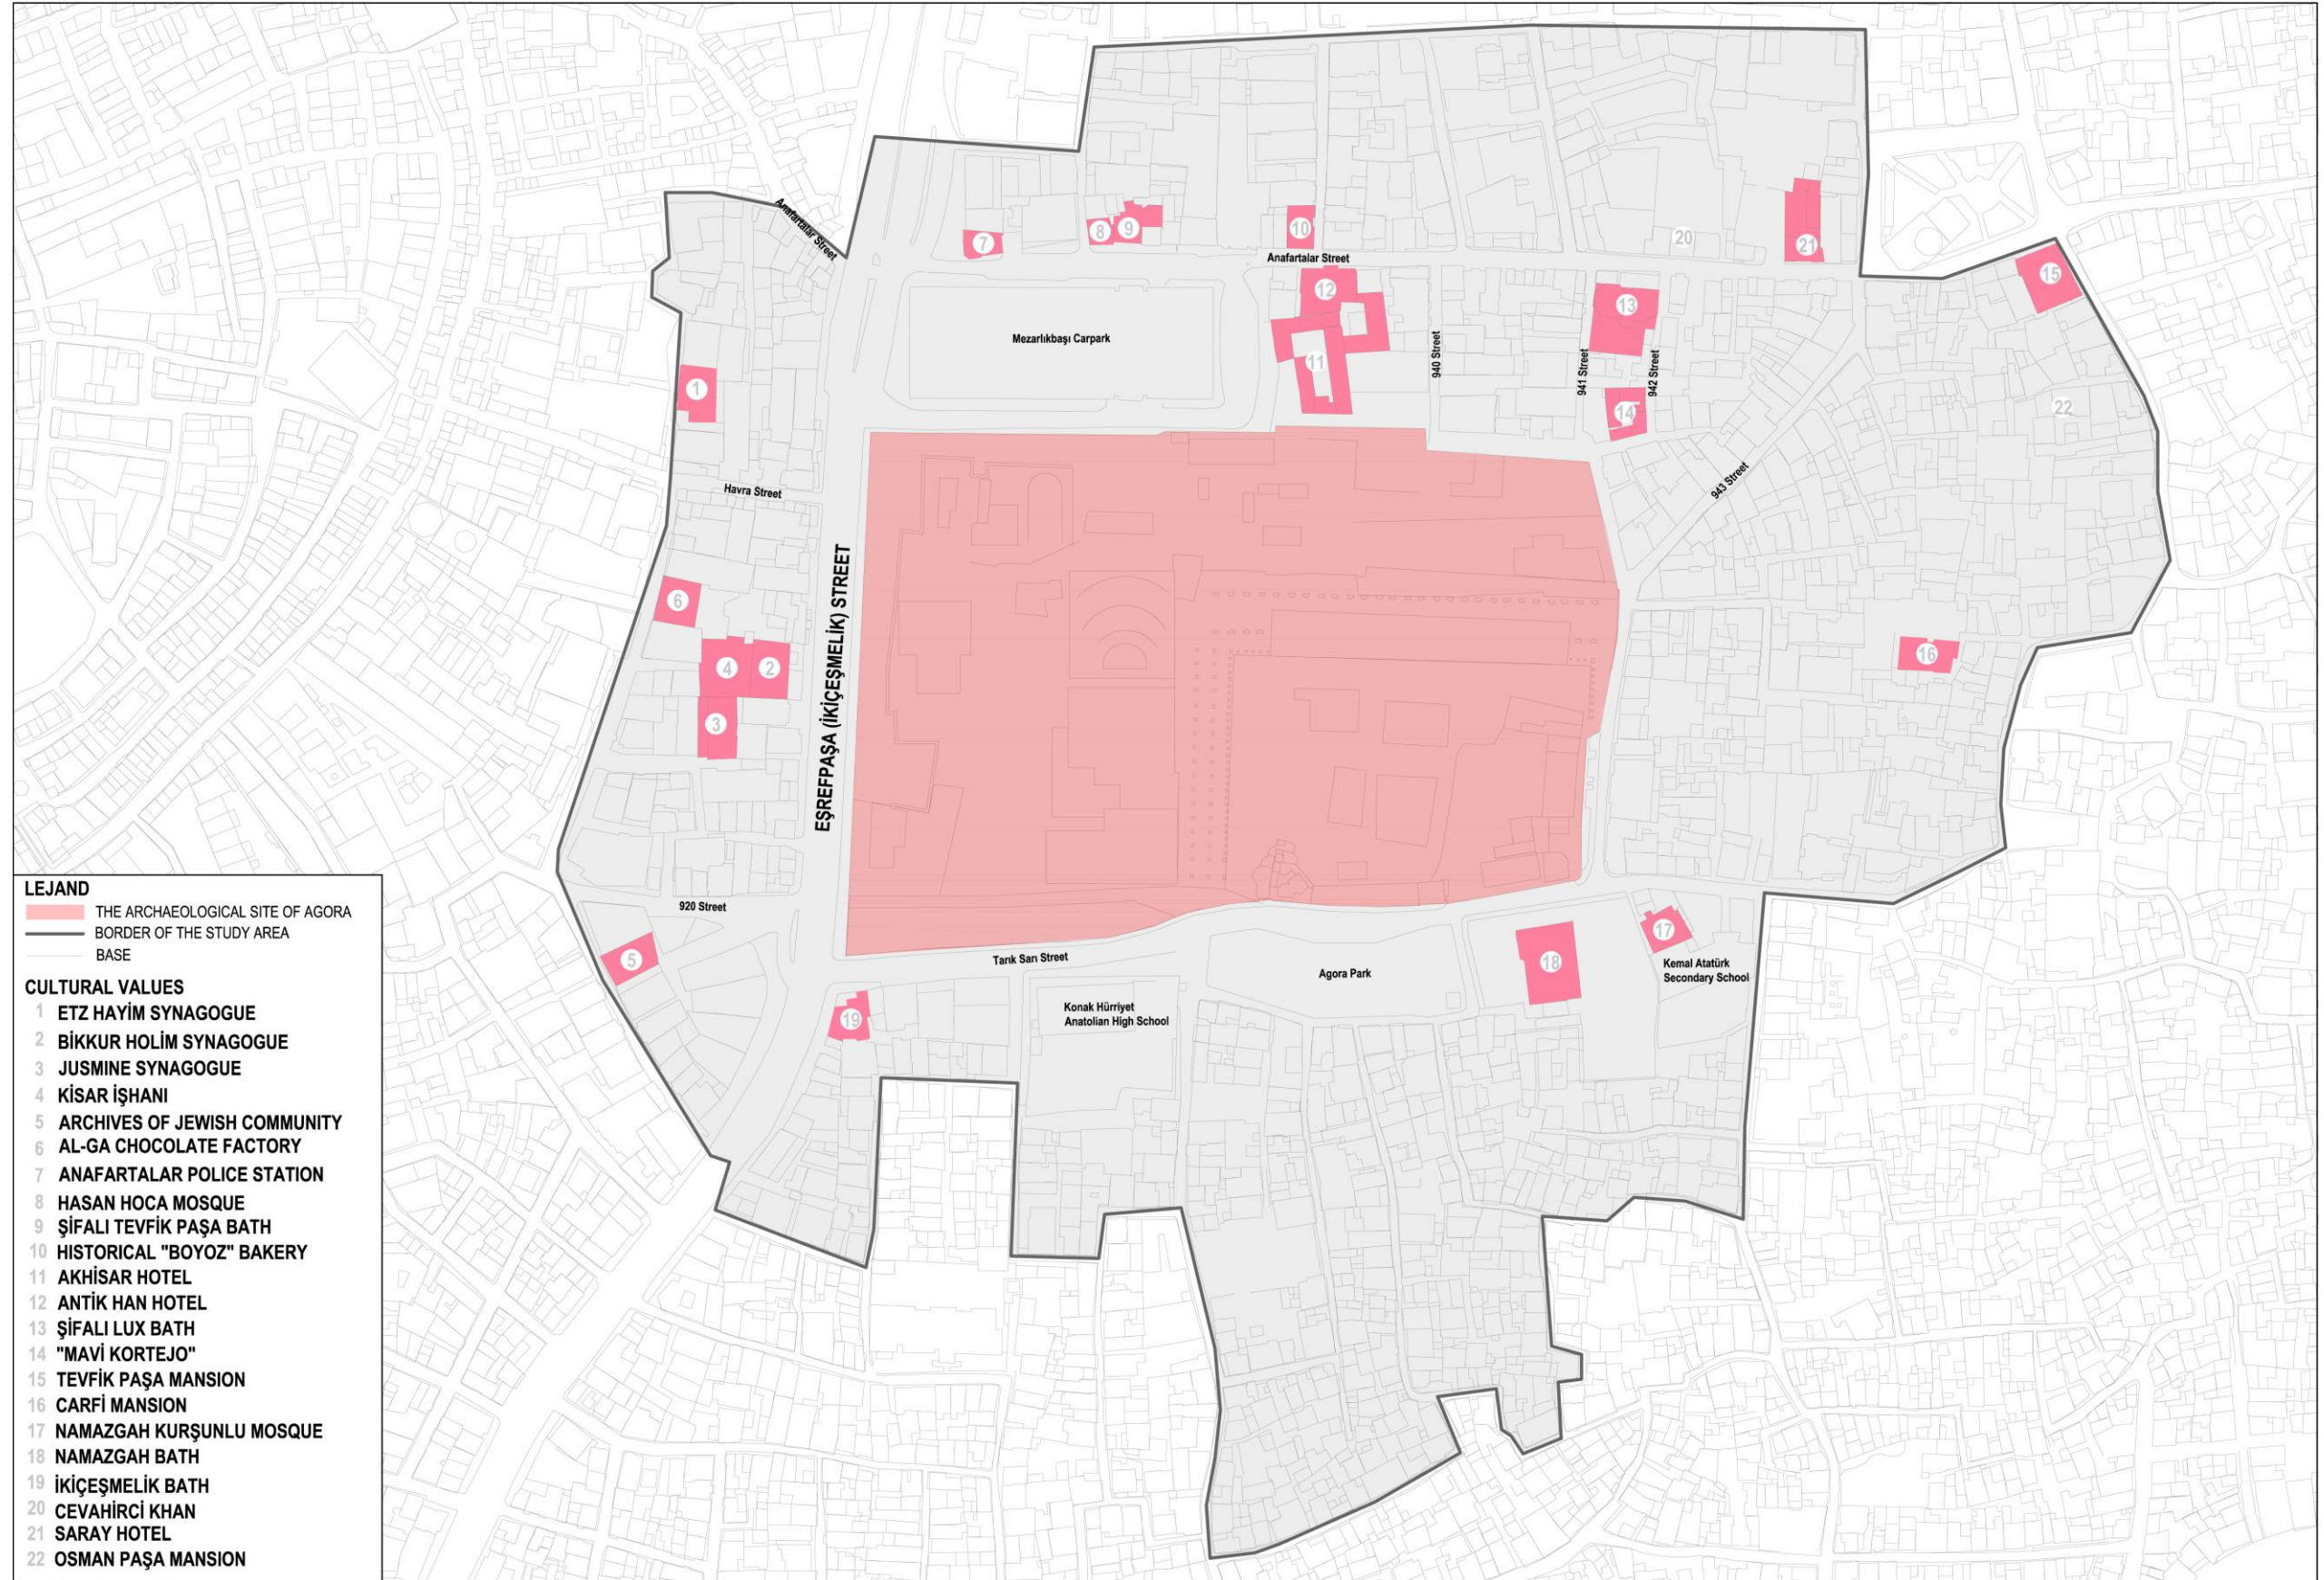 Anafartalar Street
7
8
9
10
20
21
Anafartalar Street
15
12
13
Mezarlıkbaşı Carpark
940 Street
11
941 Street
942 Street
1
14
22
943 Street
Havra Street
EŞREFPAŞA (İKİÇEŞMELİK) STREET
6
4
2
16
3
920 Street
17
5
Tarık Sarı Street
18
Kemal Atatürk
Secondary School
Agora Park
Konak Hürriyet
Anatolian High School
19
LEJAND
THE ARCHAEOLOGICAL SITE OF AGORA
BORDER OF THE STUDY AREA
BASE
CULTURAL VALUES
1 ETZ HAYİM SYNAGOGUE
2 BİKKUR HOLİM SYNAGOGUE
3 JUSMINE SYNAGOGUE
4 KİSAR İŞHANI
5 ARCHIVES OF JEWISH COMMUNITY
6 AL-GA CHOCOLATE FACTORY
7 ANAFARTALAR POLICE STATION
8 HASAN HOCA MOSQUE
9 ŞİFALI TEVFİK PAŞA BATH
10 HISTORICAL "BOYOZ" BAKERY
11 AKHİSAR HOTEL
12 ANTİK HAN HOTEL
13 ŞİFALI LUX BATH
14 "MAVİ KORTEJO"
15 TEVFİK PAŞA MANSION
16 CARFİ MANSION
17 NAMAZGAH KURŞUNLU MOSQUE
18 NAMAZGAH BATH
19 İKİÇEŞMELİK BATH
20 CEVAHİRCİ KHAN
21 SARAY HOTEL
22 OSMAN PAŞA MANSION